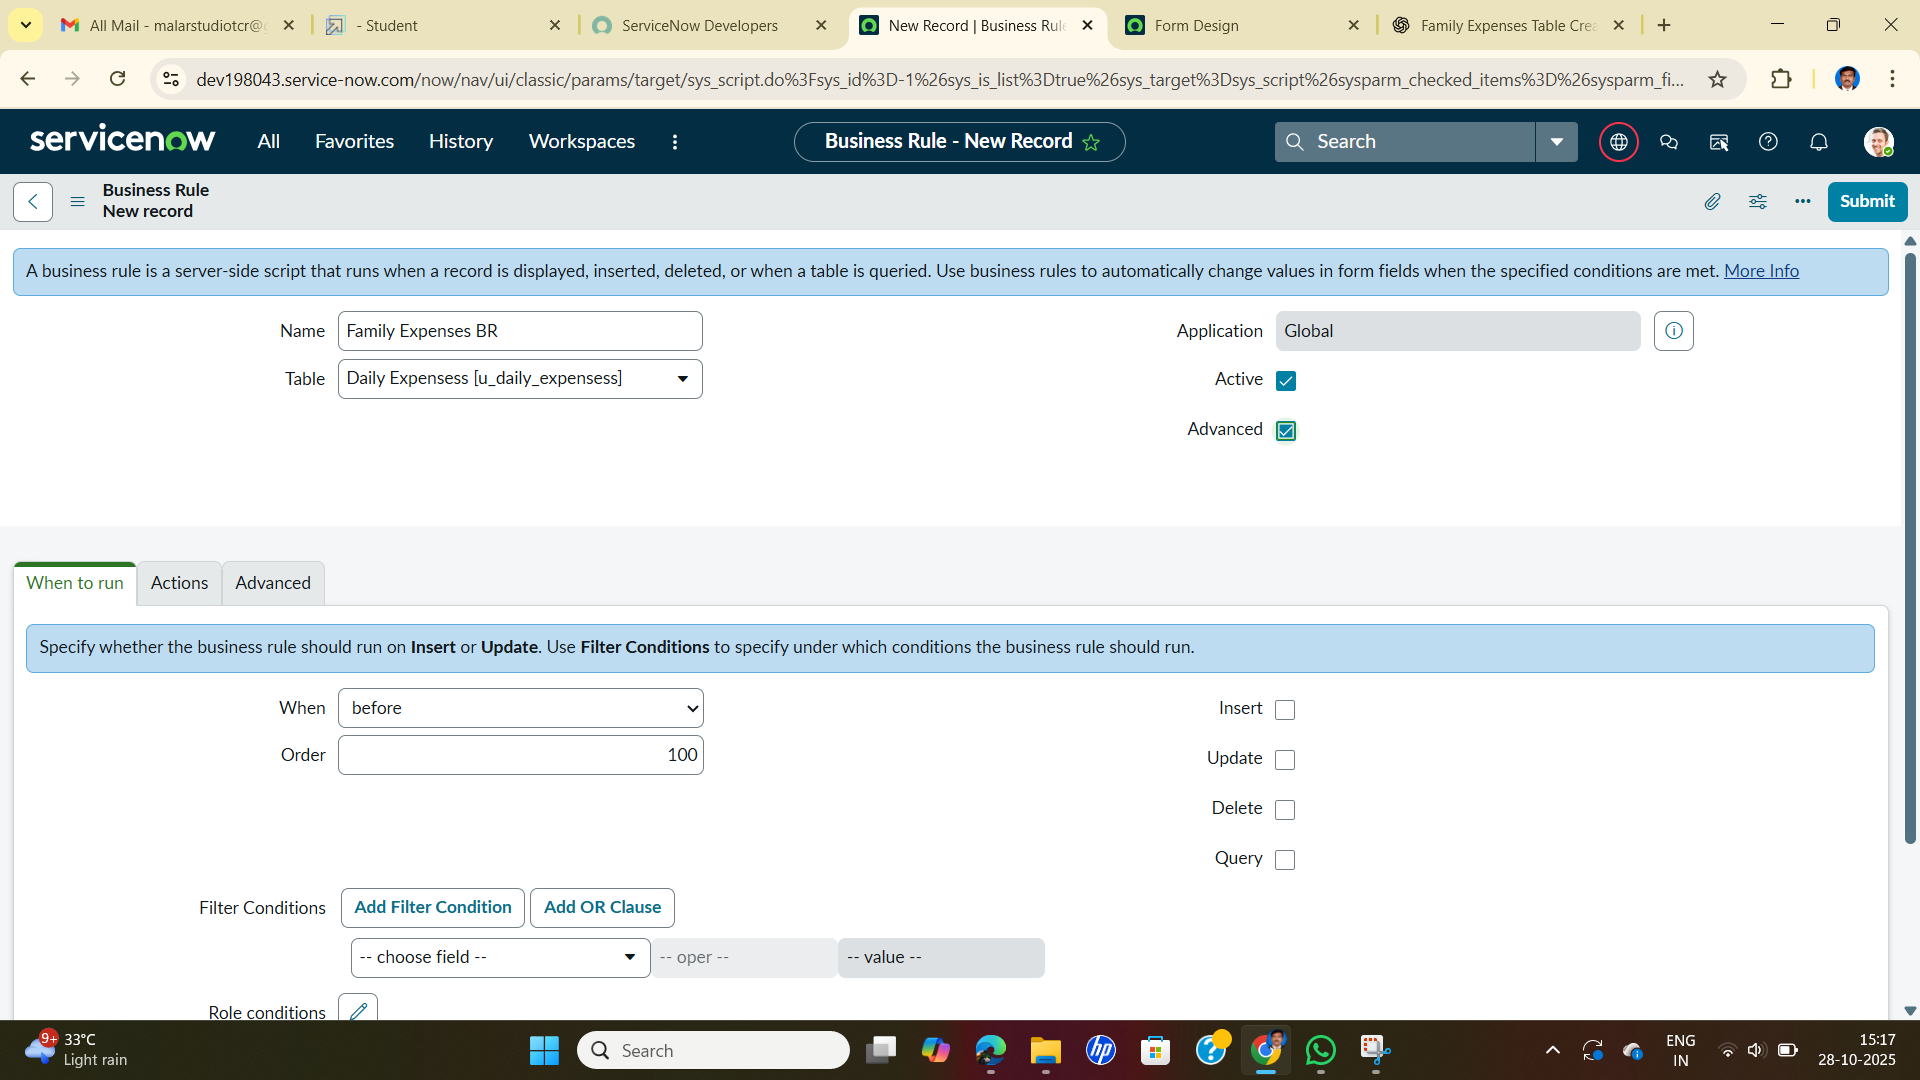 All Mail - malarstudiotcr@g
- Student
ServiceNow Developers
New Record | Business Rule
Form Design
Family Expenses Table Crea
dev198043.service-now.com/now/nav/ui/classic/params/target/sys_script.do%3Fsys_id%3D-1%26sys_is_list%3Dtrue%26sys_target%3Dsys_script%26sysparm_checked_items%3D%26sysparm_fi...
servicenow
All
Favorites
History
Workspaces
Business Rule - New Record
Search
Business Rule
New record
Submit
A business rule is a server-side script that runs when a record is displayed, inserted, deleted, or when a table is queried. Use business rules to automatically change values in form fields when the specified conditions are met. More Info
Name
Family Expenses BR
Application
Global
Table
Daily Expensess [u_daily_expensess]
Active
Advanced
When to run
Actions
Advanced
Specify whether the business rule should run on Insert or Update. Use Filter Conditions to specify under which conditions the business rule should run.
When
before
Insert
Order
100
Update
Delete
Query
Filter Conditions
Add Filter Condition
Add OR Clause
-- choose field --
-- oper --
-- value --
Role conditions
9+
33°C
Light rain
Search
ENG
IN
15:17
28-10-2025